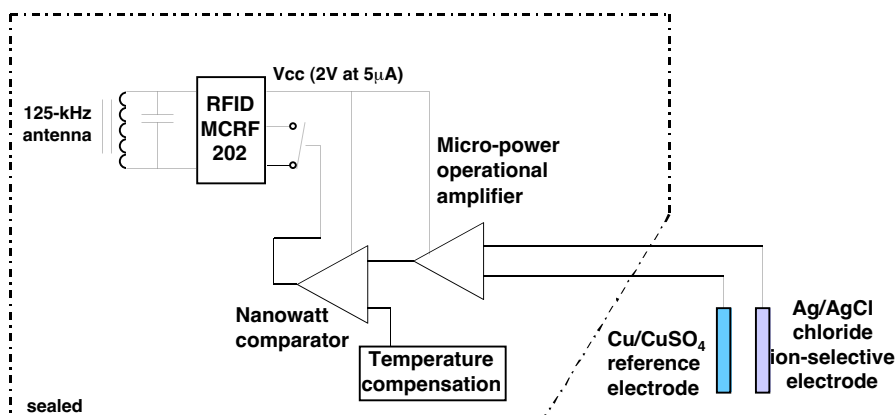 Vcc (2V at 5μA)
125-kHz
antenna
RFID
MCRF
202
Micro-power
operational
amplifier
Nanowatt
comparator
Temperature
compensation
Cu/CuSO4
reference
electrode
Ag/AgCl
chloride
ion-selective
electrode
sealed